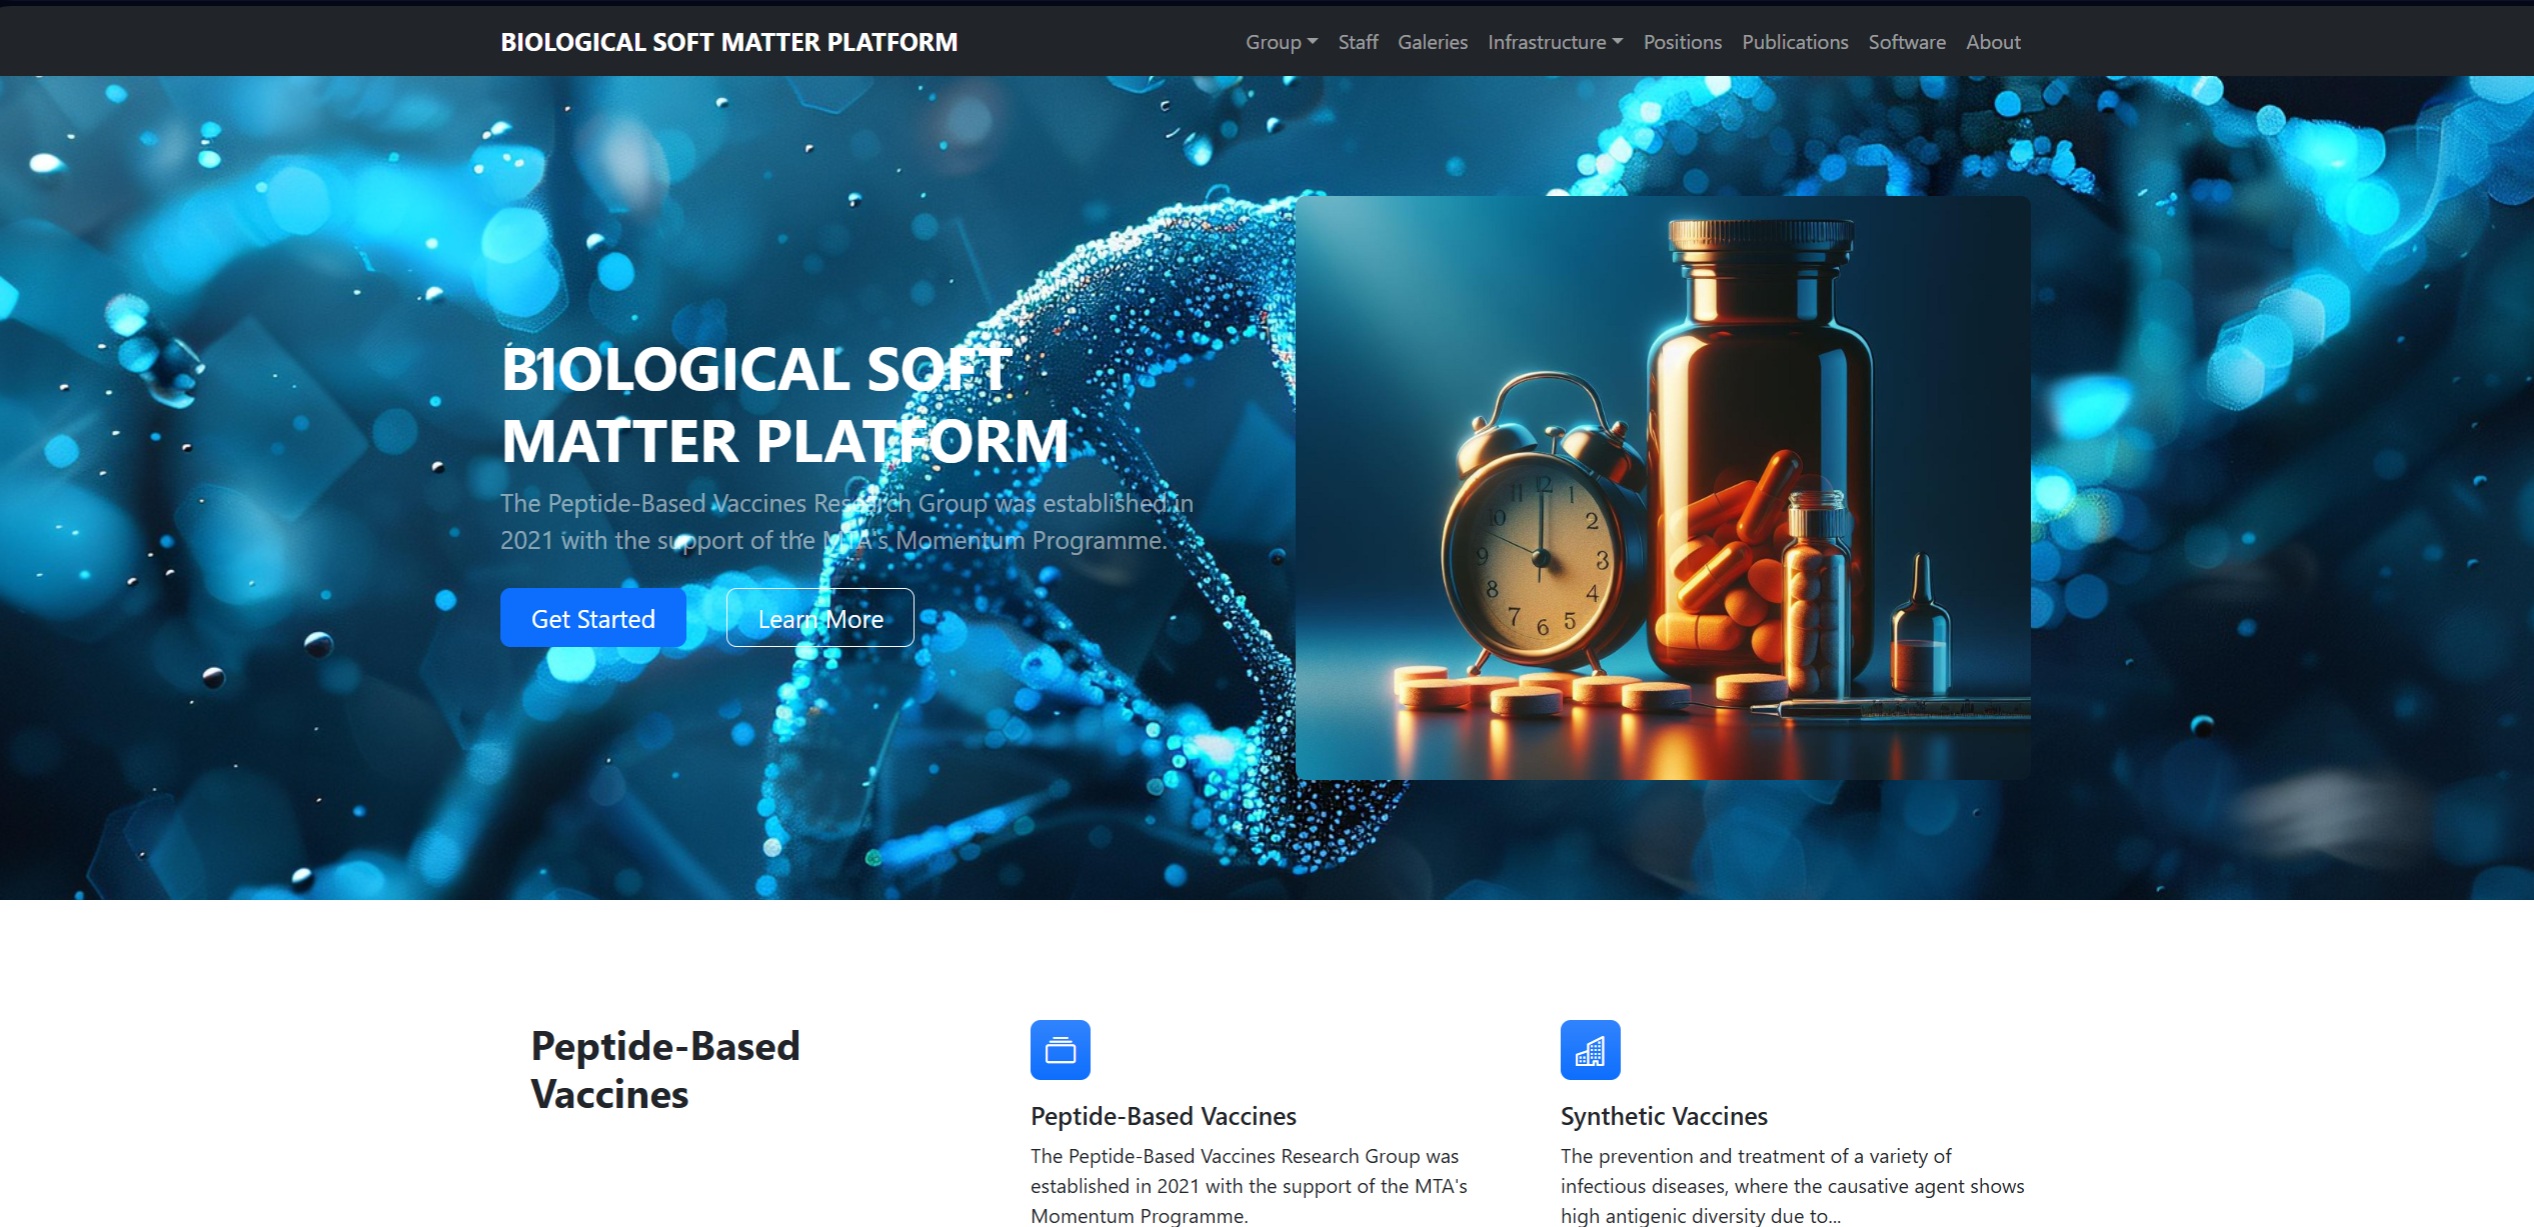 BIOLOGICAL SOFT MATTER PLATFORM
Group Staff Galeries Infrastructure Positions Publications Software About
BIOLOGICAL SOFT
MATTER PLATFORM
The Peptide-Based Vaccines Research Group was established in
2021 with the support of the MTA's Momentum Programme.
Get Started Learn More
12
11 1
10 2
9 3
8 4
7 6 5
Peptide-Based
Vaccines
Peptide-Based Vaccines
The Peptide-Based Vaccines Research Group was
established in 2021 with the support of the MTA's
Momentum Programme.
Synthetic Vaccines
The prevention and treatment of a variety of
infectious diseases, where the causative agent shows
high antigenic diversity due to...